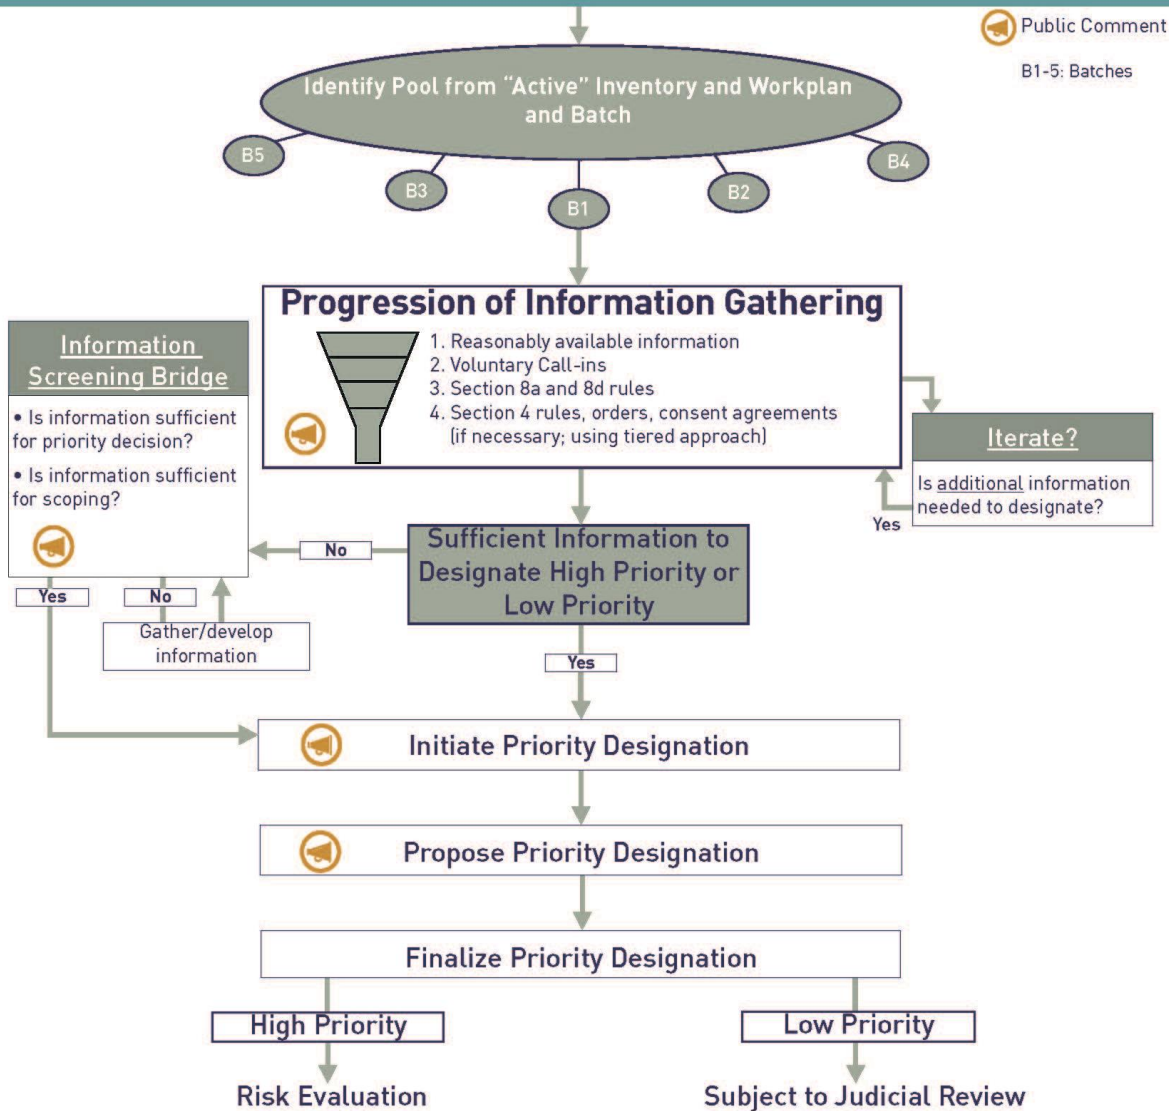 Public Comment
B1-5: Batches
Identify Pool from “Active” Inventory and Workplan
and Batch
B5
B3
B1
B2
B4
Progression of Information Gathering
1. Reasonably available information
2. Voluntary Call-ins
3. Section 8a and 8d rules
4. Section 4 rules, orders, consent agreements
(if necessary; using tiered approach)
Information
Screening Bridge
• Is information sufficient
for priority decision?
• Is information sufficient
for scoping?
Iterate?
Is additional information
needed to designate?
Yes
Sufficient Information to
Designate High Priority or
Low Priority
No
Yes
No
Gather/develop
information
Yes
Initiate Priority Designation
Propose Priority Designation
Finalize Priority Designation
High Priority
Low Priority
Risk Evaluation
Subject to Judicial Review